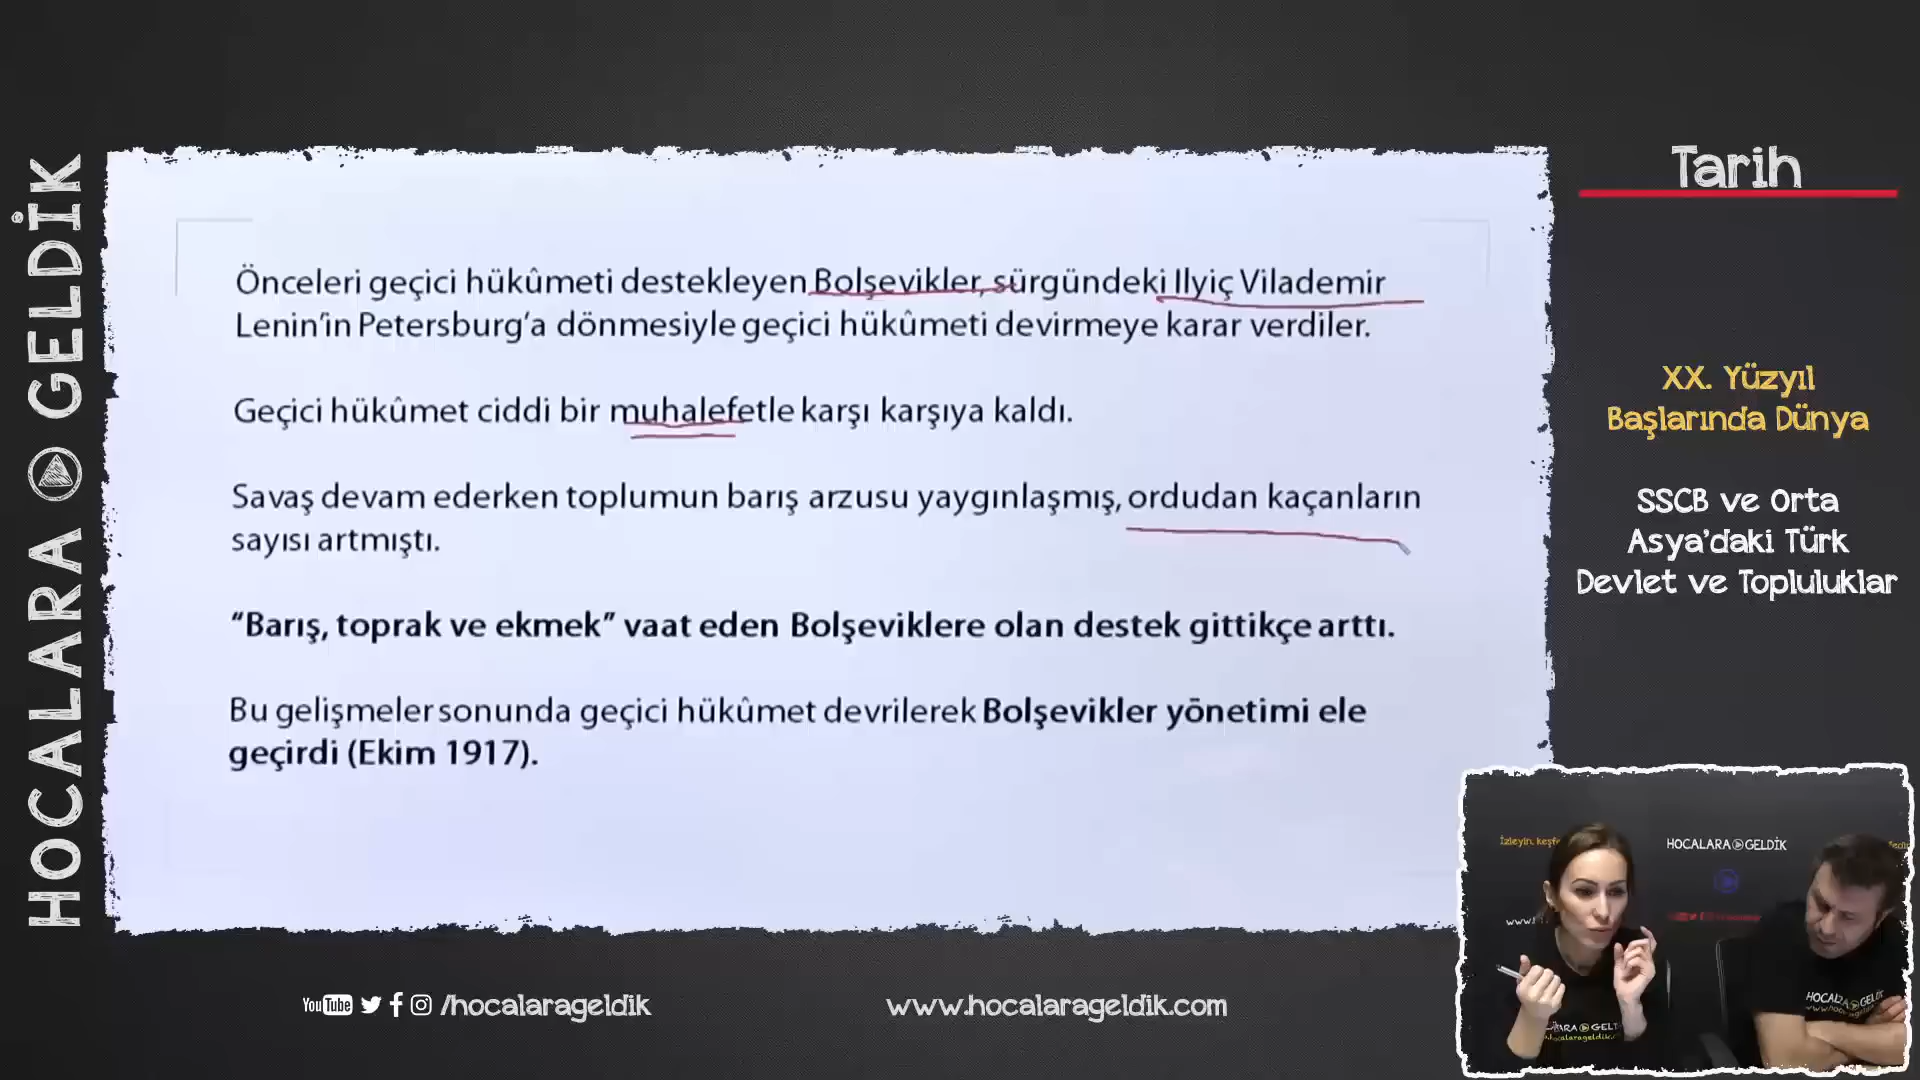 HOCALARA GELDİK
Tarih
Önceleri geçici hükûmeti destekleyen Bolşevikler, sürgündeki Ilyiç Vilademir
Lenin’in Petersburg’a dönmesiyle geçici hükûmeti devirmeye karar verdiler.
Geçici hükûmet ciddi bir muhalefetle karşı karşıya kaldı.
Savaş devam ederken toplumun barış arzusu yaygınlaşmış, ordudan kaçanların
sayısı artmıştı.
“Barış, toprak ve ekmek” vaat eden Bolşeviklere olan destek gittikçe arttı.
Bu gelişmeler sonunda geçici hükûmet devrilerek Bolşevikler yönetimi ele
geçirdi (Ekim 1917).
XX. Yüzyıl
Başlarında Dünya
SSCB ve Orta
Asya’daki Türk
Devlet ve Topluluklar
İzleyin, keşfe
HOCALARA GELDİK
YouTube /hocalarageldik
www.hocalarageldik.com